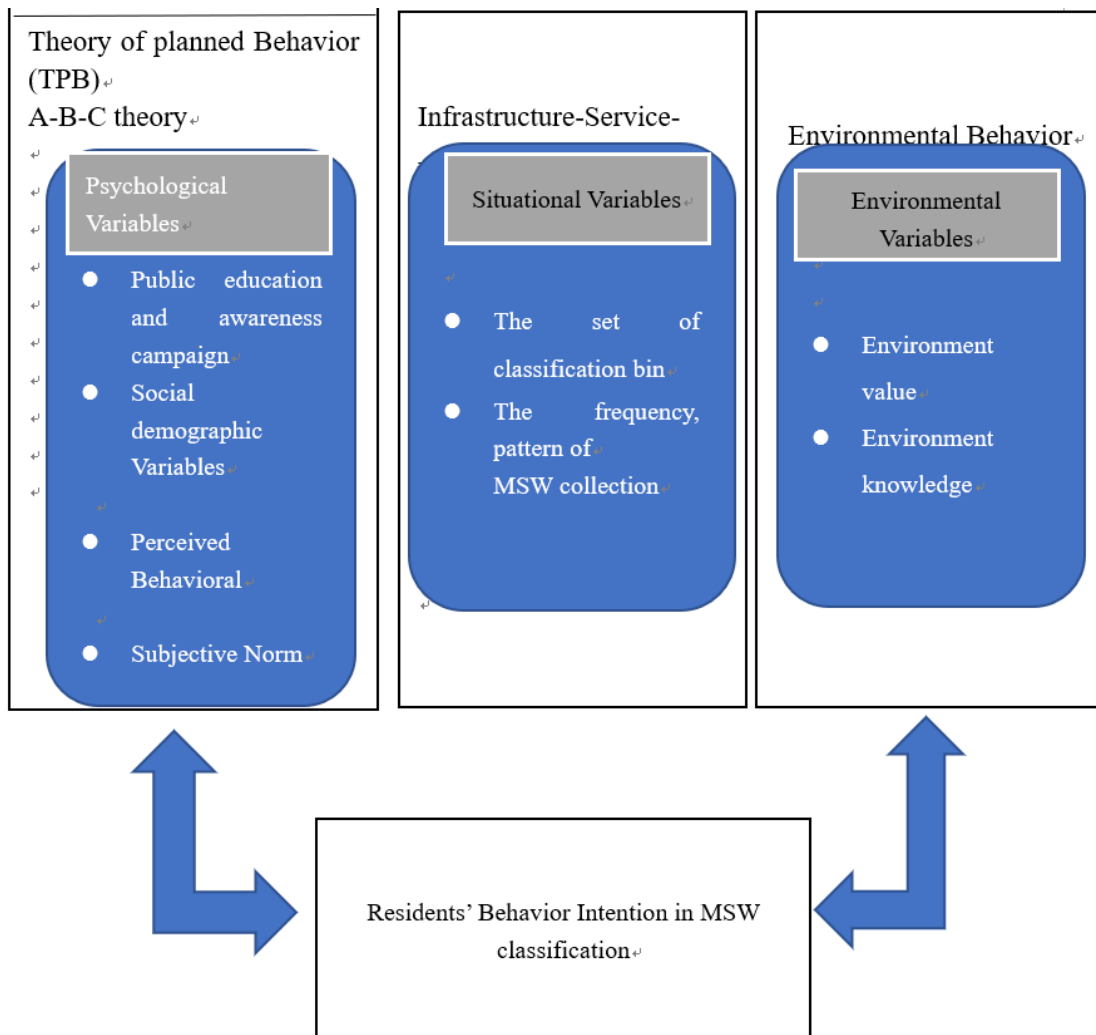 Theory of planned Behavior
(TPB)
A-B-C theory
Psychological
Variables
Public education
and awareness
campaign
Social
demographic
Variables
Perceived
Behavioral
Subjective Norm
Infrastructure-Service-
Situational Variables
The set of
classification bin
The frequency,
pattern of
MSW collection
Environmental Behavior
Environmental
Variables
Environment
value
Environment
knowledge
Residents’ Behavior Intention in MSW
classification